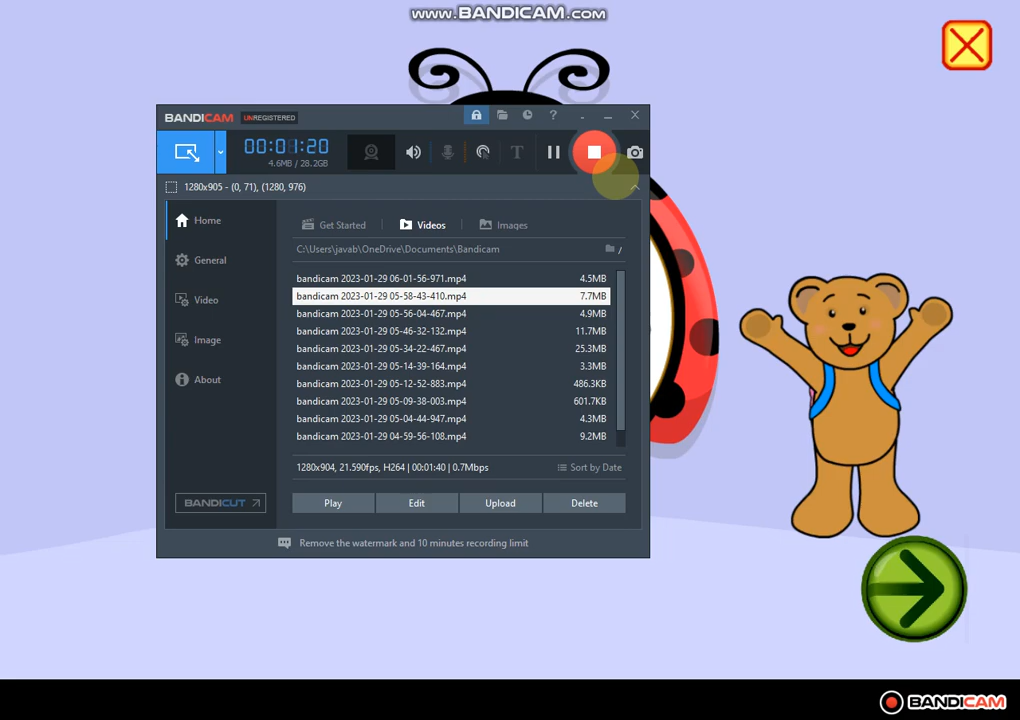 www.BANDICAM.com
BANDICAM UNREGISTERED
00:01:20
4.6MB / 28.2GB
1280x905 - (0, 71), (1280, 976)
Home
General
Video
Image
About
BANDICUT
Get Started
Videos
Images
C:\Users\javab\OneDrive\Documents\Bandicam
bandicam 2023-01-29 06-01-56-971.mp4 4.5MB
bandicam 2023-01-29 05-58-43-410.mp4 7.7MB
bandicam 2023-01-29 05-56-04-467.mp4 4.9MB
bandicam 2023-01-29 05-46-32-132.mp4 11.7MB
bandicam 2023-01-29 05-34-22-467.mp4 25.3MB
bandicam 2023-01-29 05-14-39-164.mp4 3.3MB
bandicam 2023-01-29 05-12-52-883.mp4 486.3KB
bandicam 2023-01-29 05-09-38-003.mp4 601.7KB
bandicam 2023-01-29 05-04-44-947.mp4 4.3MB
bandicam 2023-01-29 04-59-56-108.mp4 9.2MB
1280x904, 21.590fps, H264 | 00:01:40 | 0.7Mbps
Sort by Date
Play
Edit
Upload
Delete
Remove the watermark and 10 minutes recording limit
BANDICAM